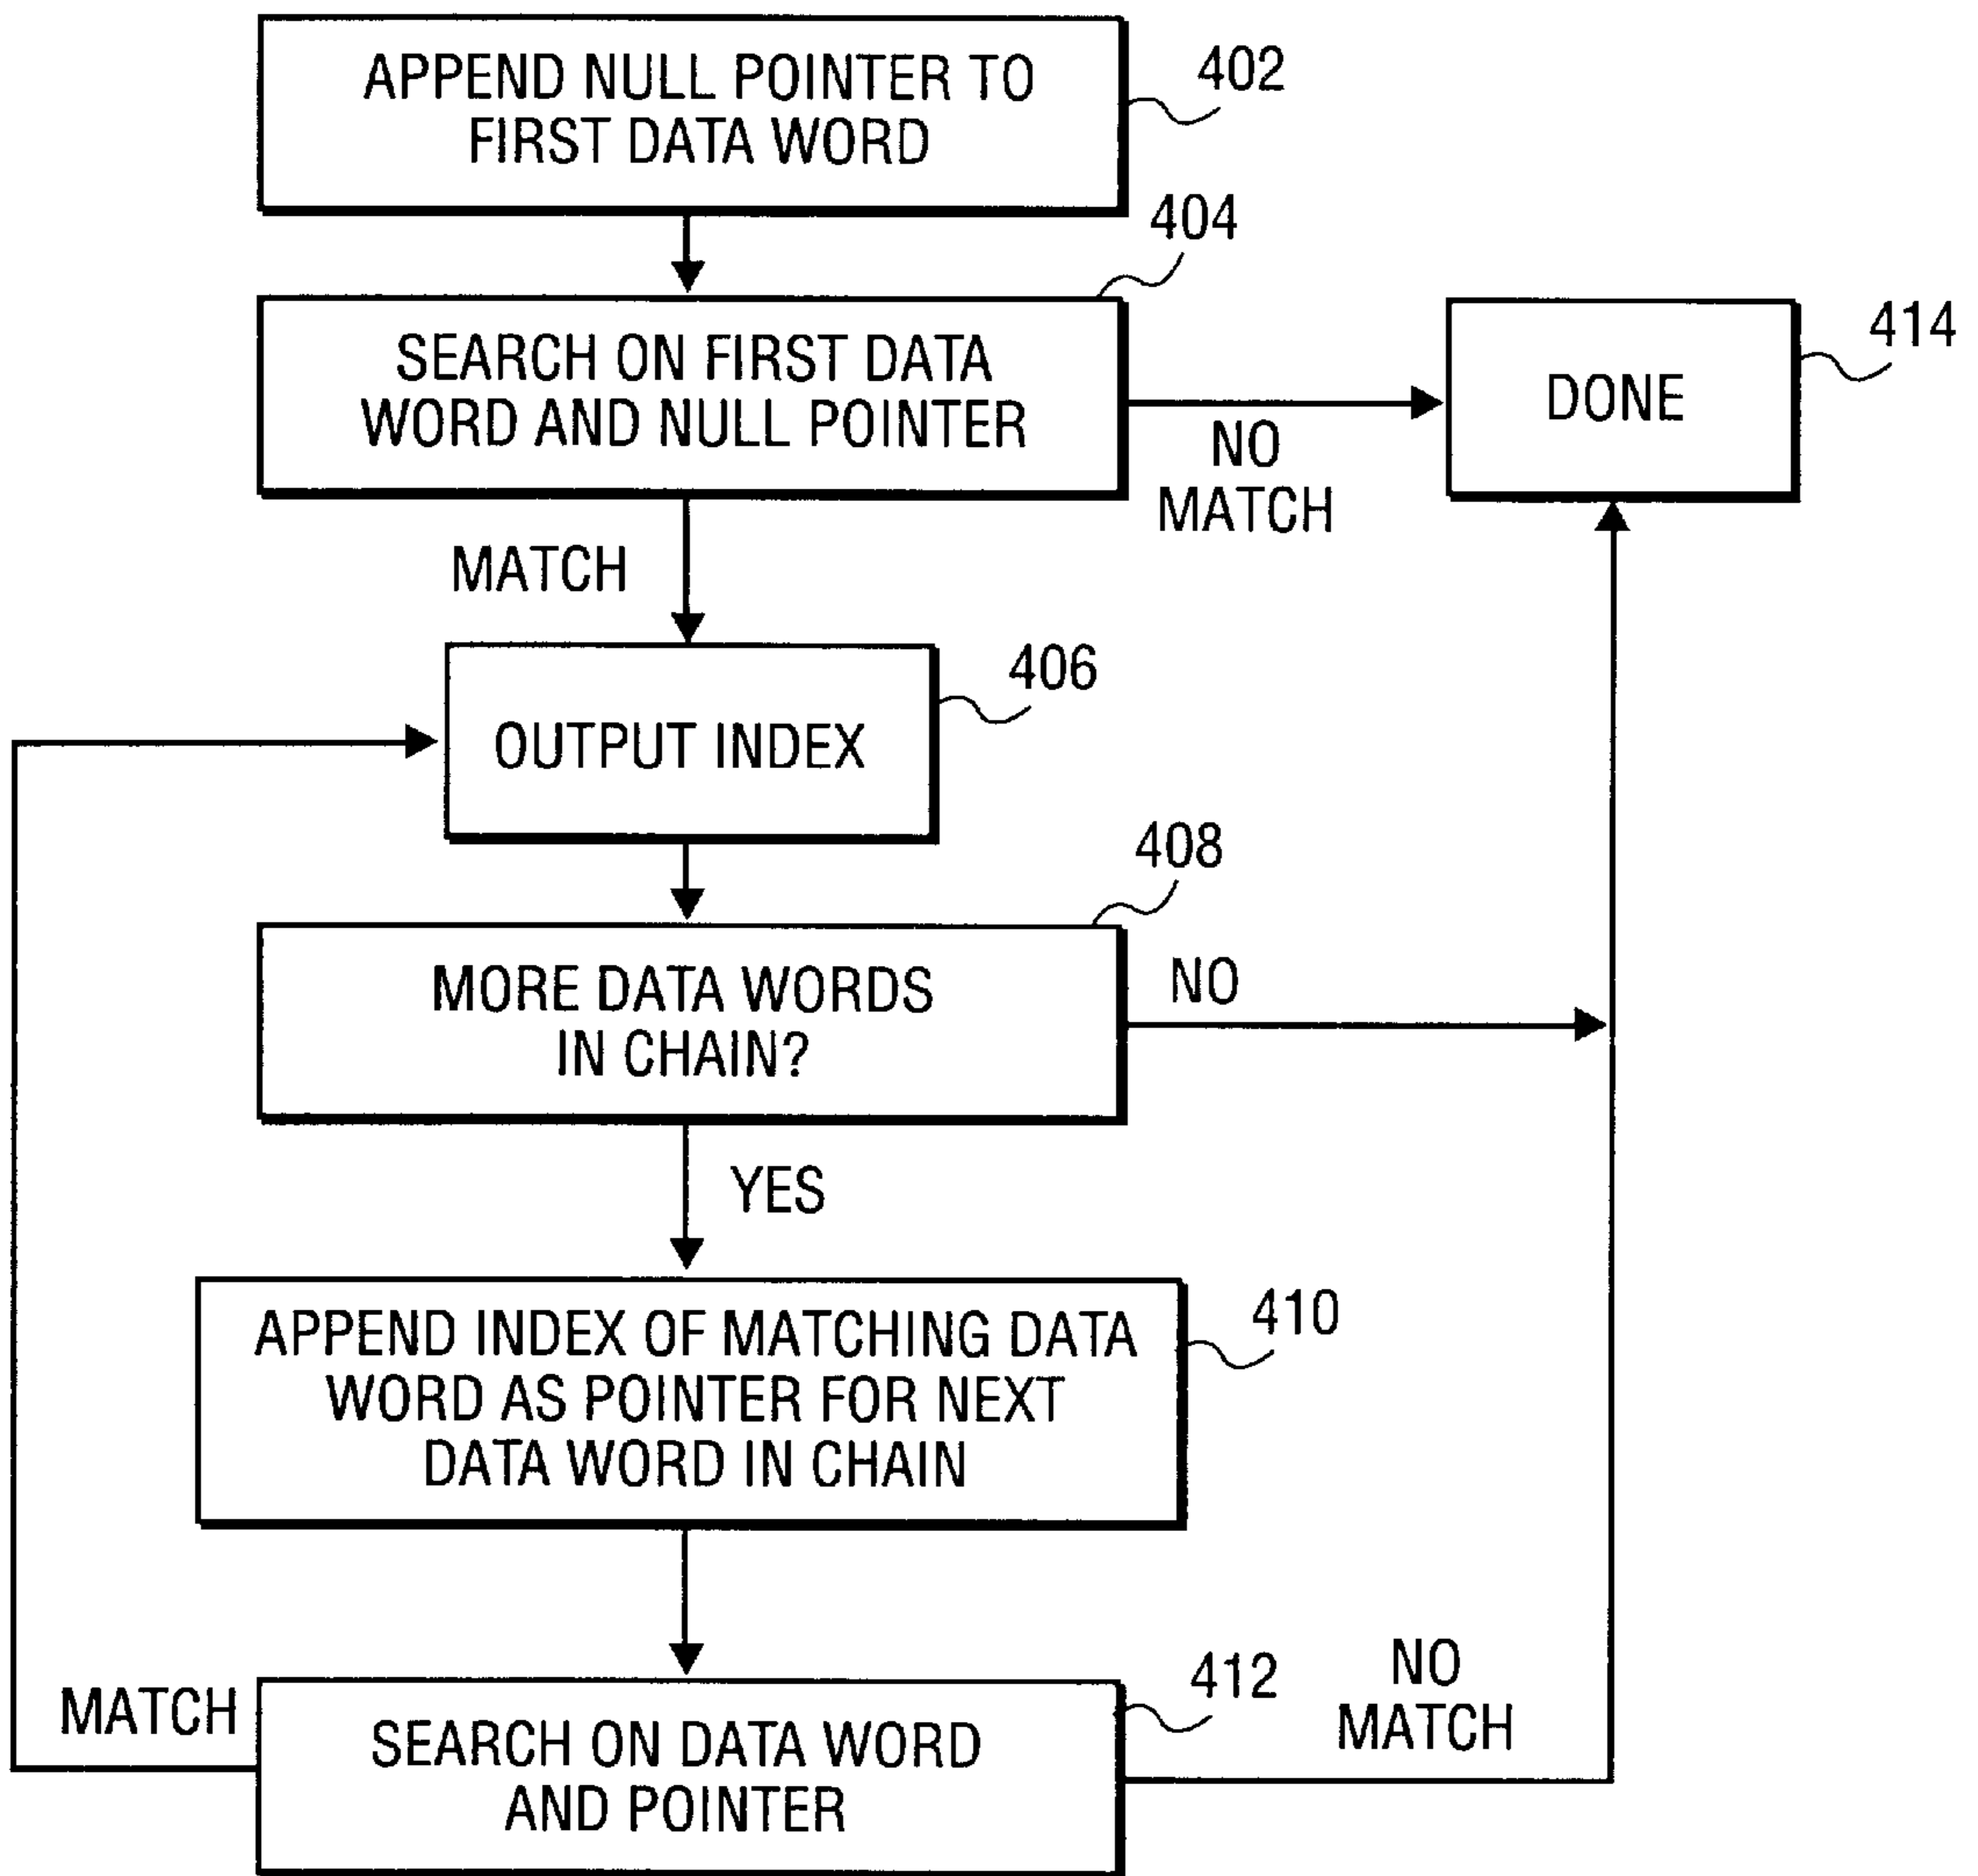 APPEND NULL POINTER TO
FIRST DATA WORD
402
404
SEARCH ON FIRST DATA
WORD AND NULL POINTER
414
DONE
NO
MATCH
MATCH
406
OUTPUT INDEX
408
MORE DATA WORDS
IN CHAIN?
NO
YES
410
APPEND INDEX OF MATCHING DATA
WORD AS POINTER FOR NEXT
DATA WORD IN CHAIN
NO
MATCH
412
MATCH
SEARCH ON DATA WORD
AND POINTER